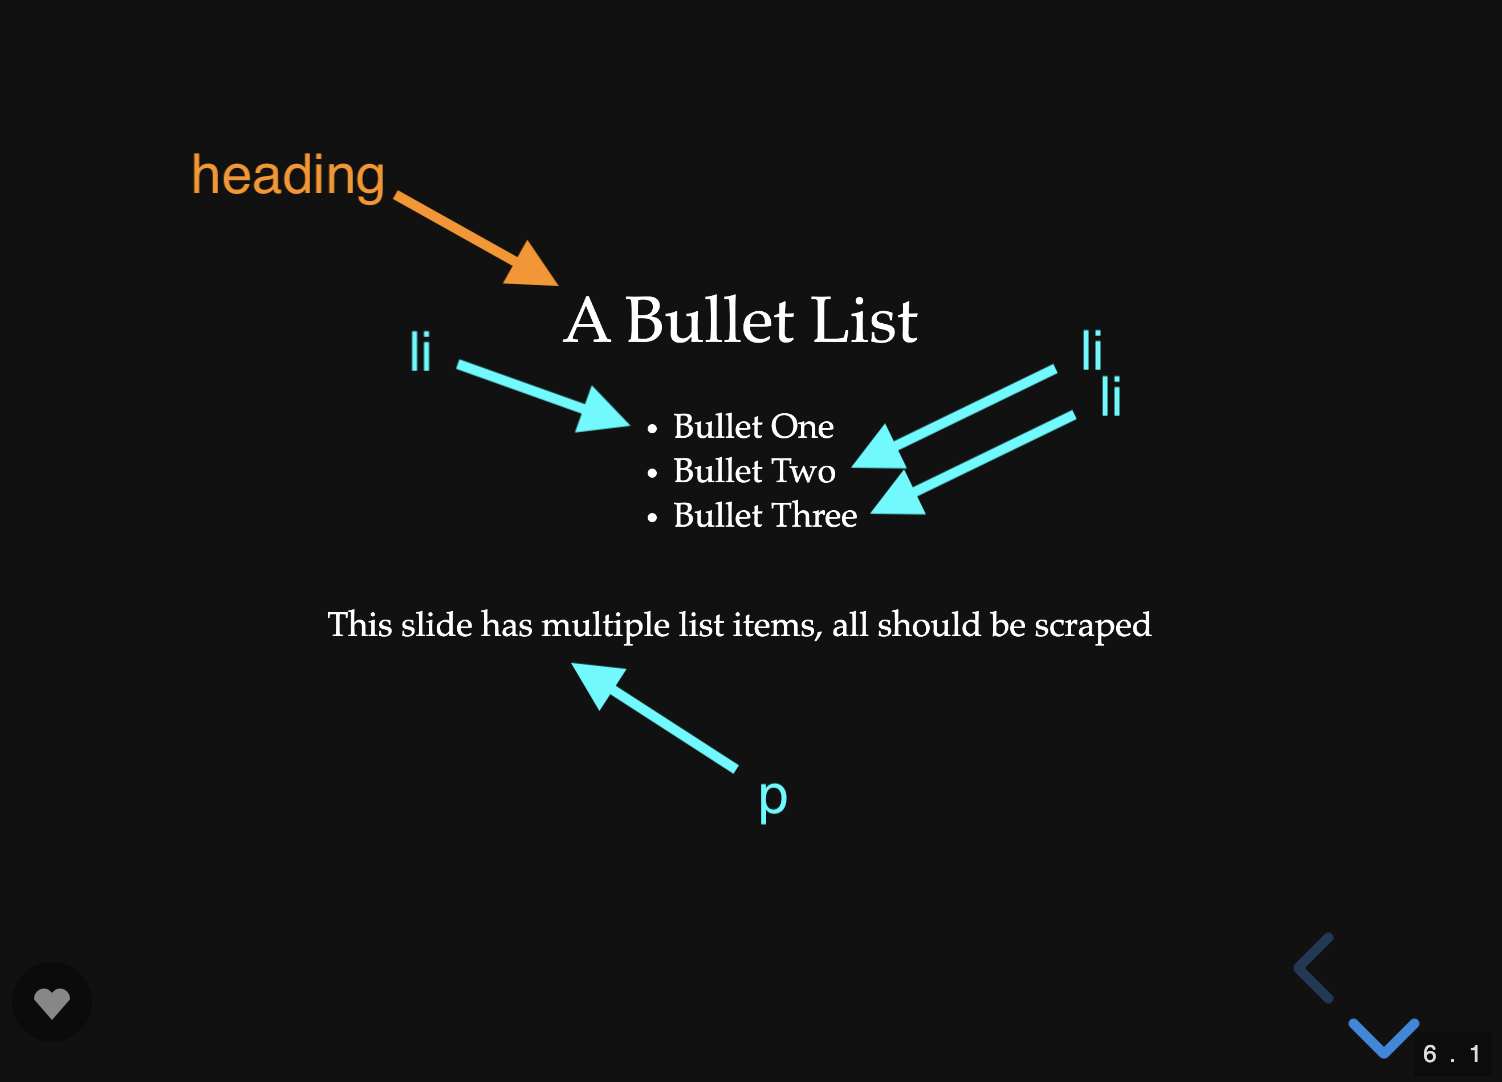 heading
A Bullet List
li
li
li
• Bullet One
• Bullet Two
• Bullet Three
This slide has multiple list items, all should be scraped
p
6 . 1